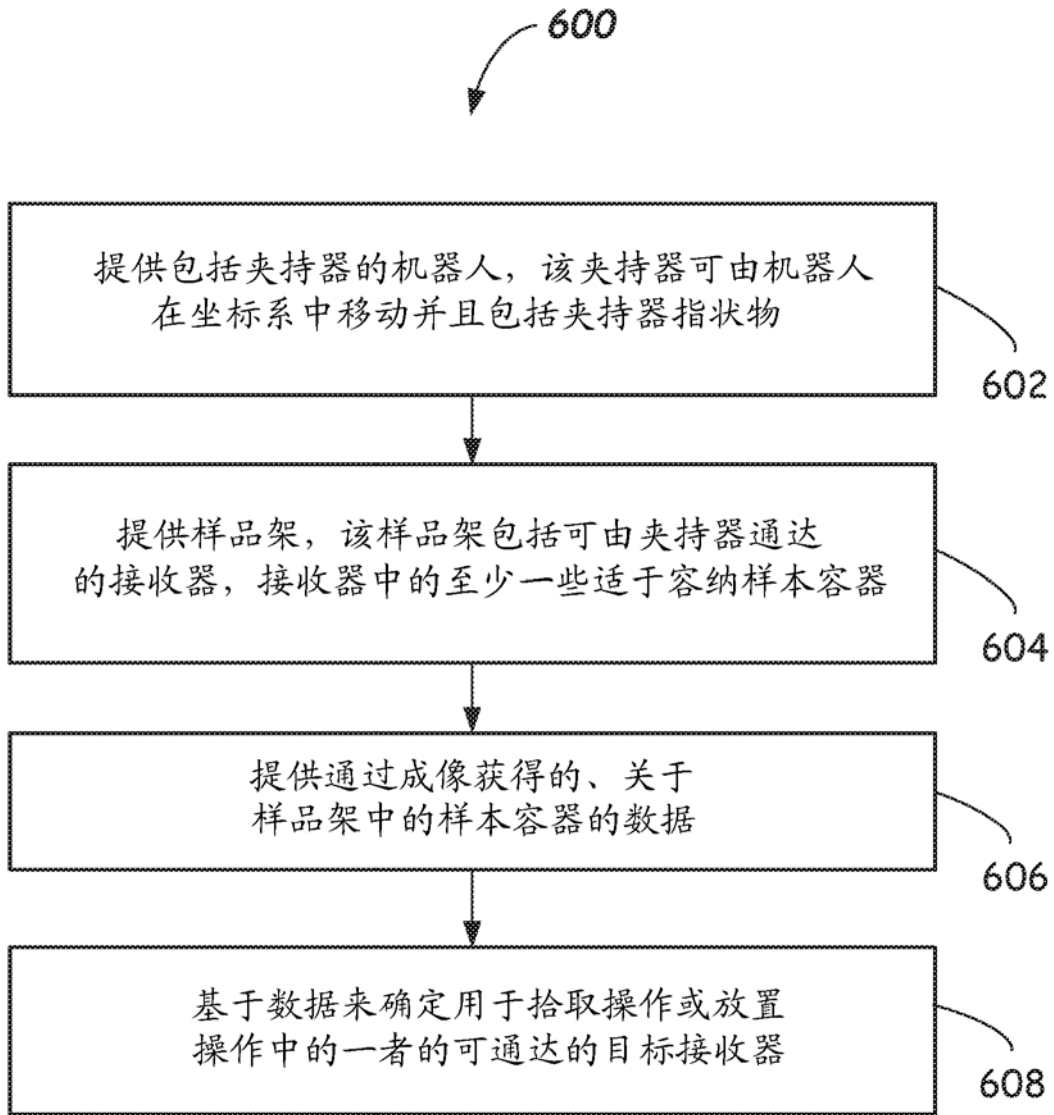 600
提供包括夹持器的机器人，该夹持器可由机器人
在坐标系中移动并且包括夹持器指状物
602
提供样品架，该样品架包括可由夹持器通达
的接收器，接收器中的至少一些适于容纳样本容器
604
提供通过成像获得的、关于
样品架中的样本容器的数据
606
基于数据来确定用于拾取操作或放置
操作中的一者的可通达的目标接收器
608